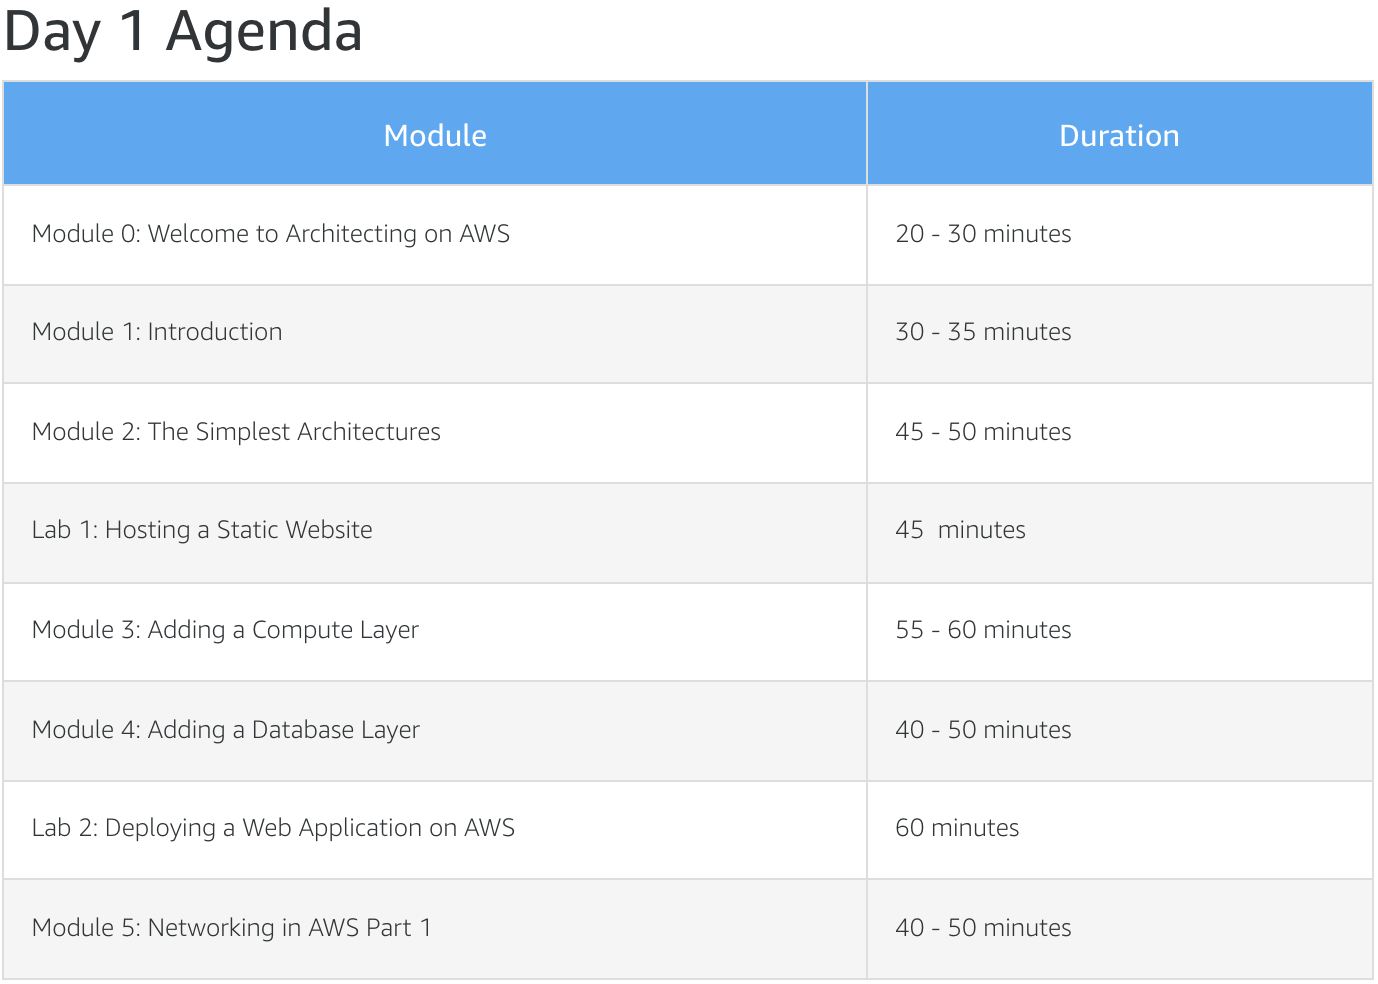 Day 1 Agenda
Module Duration
Module 0: Welcome to Architecting on AWS 20 - 30 minutes
Module 1: Introduction 30 - 35 minutes
Module 2: The Simplest Architectures 45 - 50 minutes
Lab 1: Hosting a Static Website 45  minutes
Module 3: Adding a Compute Layer 55 - 60 minutes
Module 4: Adding a Database Layer 40 - 50 minutes
Lab 2: Deploying a Web Application on AWS 60 minutes
Module 5: Networking in AWS Part 1 40 - 50 minutes